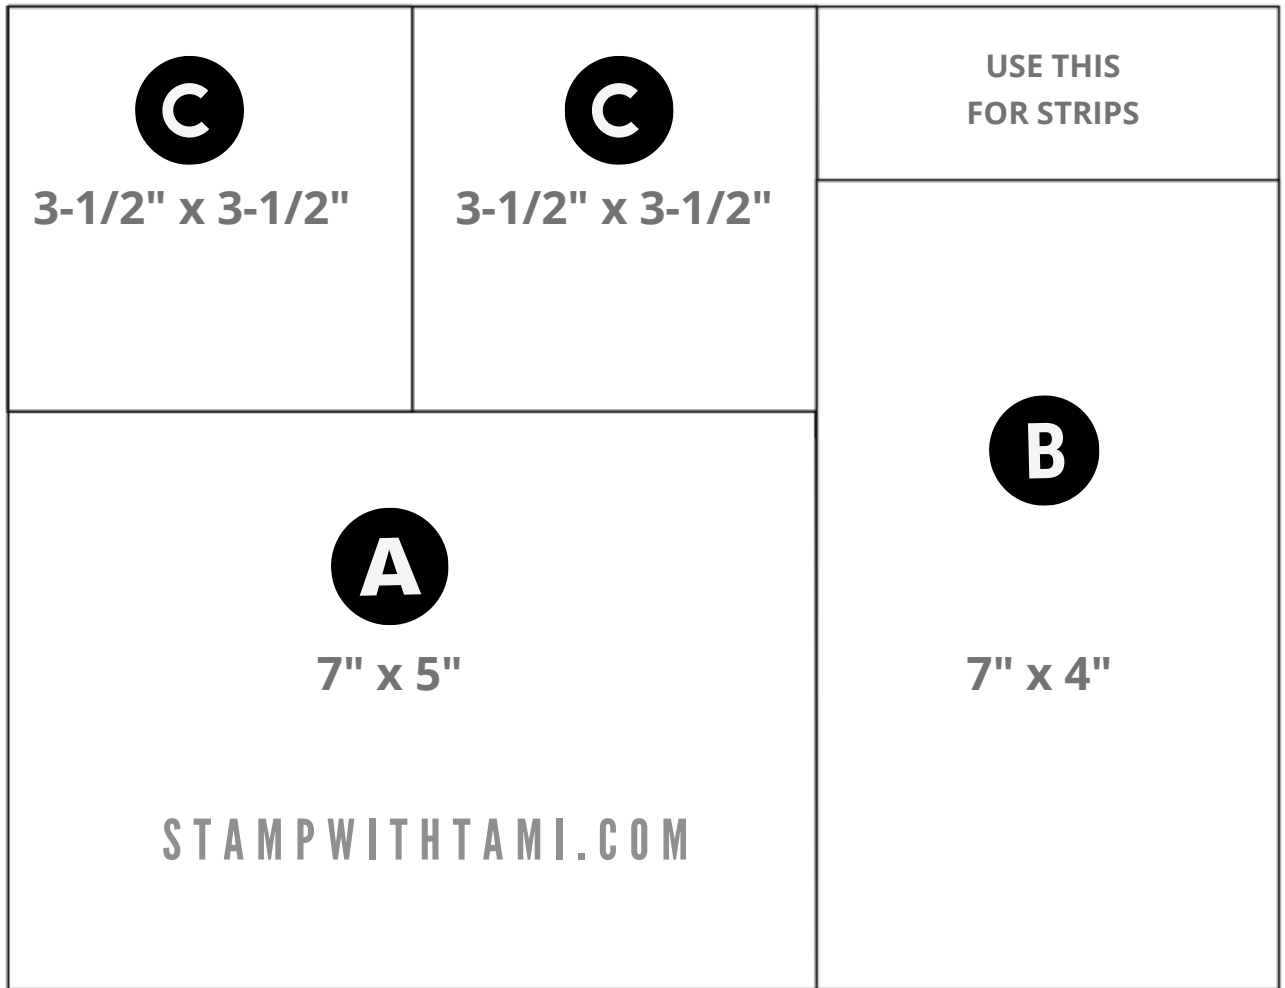 C
3-1/2" x 3-1/2"
C
3-1/2" x 3-1/2"
USE THIS
FOR STRIPS
B
7" x 4"
A
7" x 5"
STAMPWITHTAMI.COM